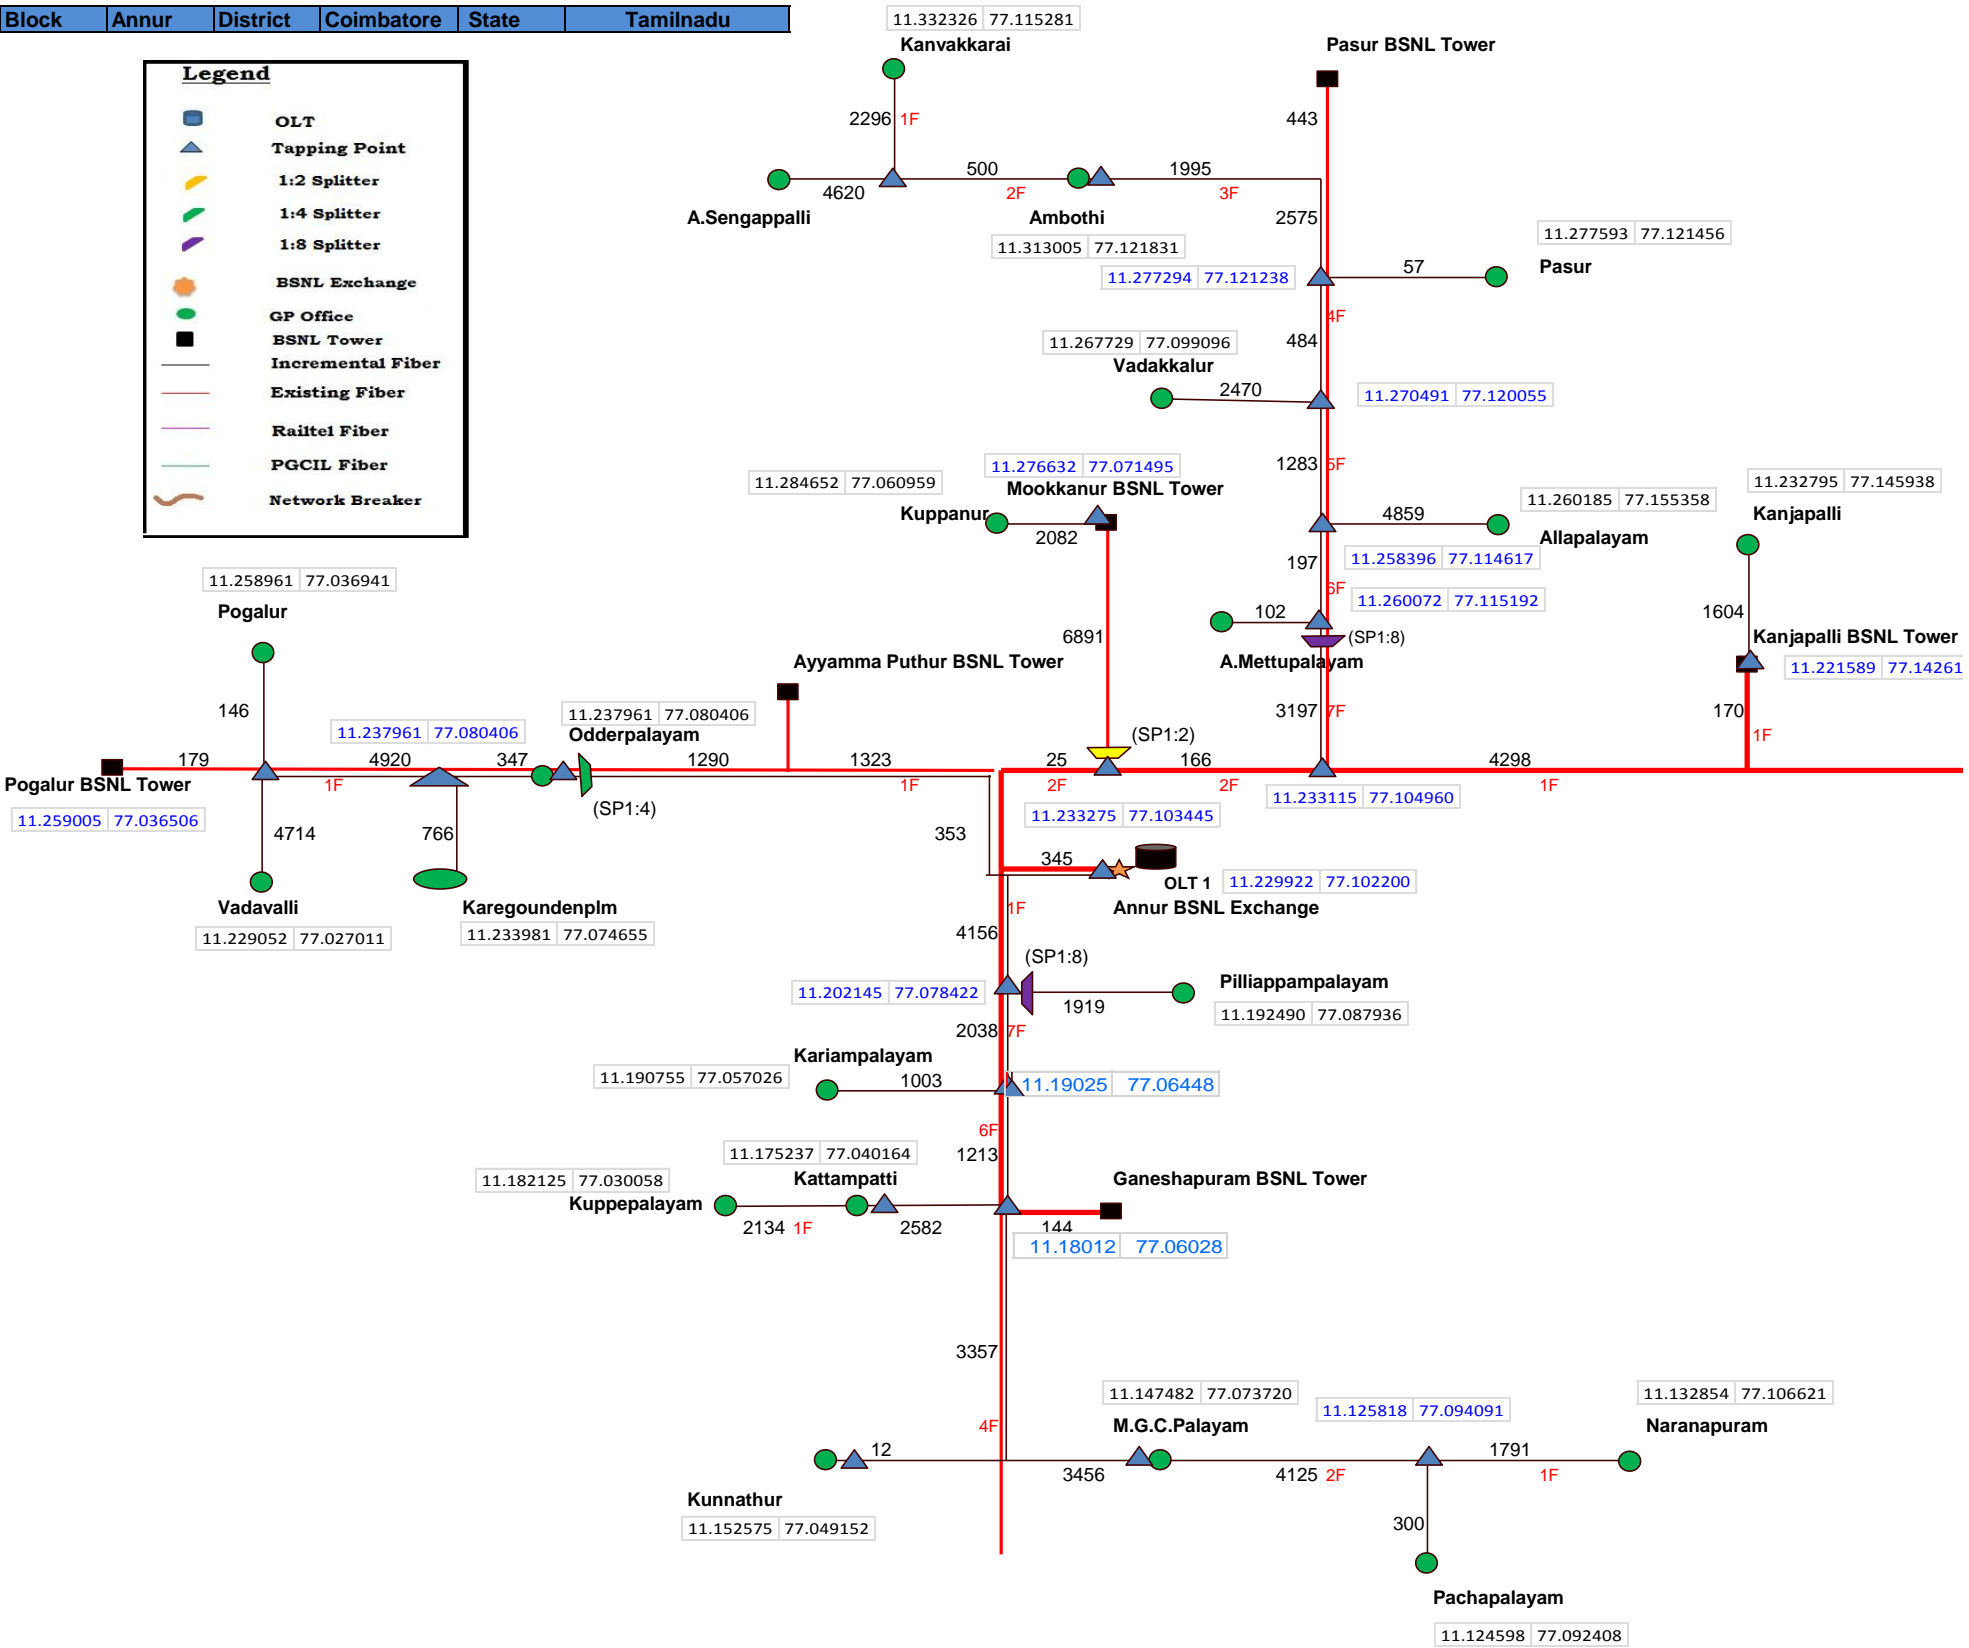 Block Annur District Coimbatore State Tamilnadu
Legend
OLT
Tapping Point
1:2 Splitter
1:4 Splitter
1:8 Splitter
BSNL Exchange
GP Office
BSNL Tower
Incremental Fiber
Existing Fiber
Railtel Fiber
PGCIL Fiber
Network Breaker
11.332326 77.115281
Kanvakkarai
Pasur BSNL Tower
2296 1F
443
500
1995
4620
2F
3F
A.Sengappalli
Ambothi
2575
11.313005 77.121831
11.277593 77.121456
Pasur
57
11.277294 77.121238
4F
484
11.267729 77.099096
Vadakkalur
2470
11.270491 77.120055
1283 5F
11.276632 77.071495
Mookkanur BSNL Tower
11.284652 77.060959
Kuppanur
2082
11.260185 77.155358
4859
Allapalayam
11.232795 77.145938
Kanjapalli
197
11.258396 77.114617
6F
11.260072 77.115192
102
(SP1:8)
A.Mettupalayam
1604
Kanjapalli BSNL Tower
11.221589 77.14261
11.258961 77.036941
Pogalur
6891
Ayyamma Puthur BSNL Tower
146
11.237961 77.080406
11.237961 77.080406
Odderpalayam
3197 7F
170
1F
(SP1:2)
179
4920
347
1290
1323
25
166
4298
Pogalur BSNL Tower
1F
(SP1:4)
1F
2F
2F
1F
11.259005 77.036506
11.233115 77.104960
11.233275 77.103445
4714
766
353
345
OLT 1
11.229922 77.102200
Vadavalli
11.229052 77.027011
Karegoundenplm
11.233981 77.074655
1F
Annur BSNL Exchange
4156
(SP1:8)
11.202145 77.078422
Pilliappampalayam
1919
11.192490 77.087936
2038 7F
Kariampalayam
11.190755 77.057026
1003
11.19025 77.06448
6F
1213
11.175237 77.040164
Kattampatti
11.182125 77.030058
Kuppepalayam
Ganeshapuram BSNL Tower
2134 1F
2582
144
11.18012 77.06028
3357
11.147482 77.073720
M.G.C.Palayam
11.125818 77.094091
11.132854 77.106621
Naranapuram
4F
12
3456
4125 2F
1791
1F
Kunnathur
11.152575 77.049152
300
Pachapalayam
11.124598 77.092408